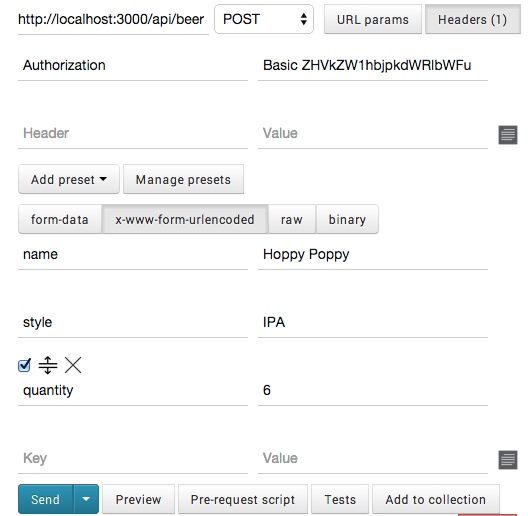 http://localhost:3000/api/beer POST URL params Headers (1)
Authorization Basic ZHVkZW1hbjpkdWRlbWFu
Header Value
Add preset Manage presets
form-data x-www-form-urlencoded raw binary
name Hoppy Poppy
style IPA
quantity 6
Key Value
Send Preview Pre-request script Tests Add to collection